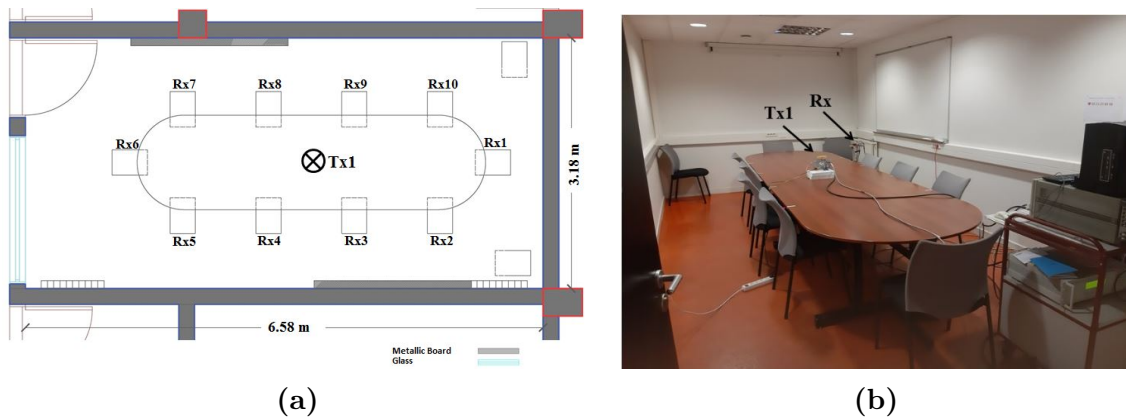 Rx7 Rx8 Rx9 Rx10
Rx6 Tx1 Rx1
Rx5 Rx4 Rx3 Rx2
3.18 m
6.58 m
Metallic Board
Glass
(a)
Tx1 Rx
(b)